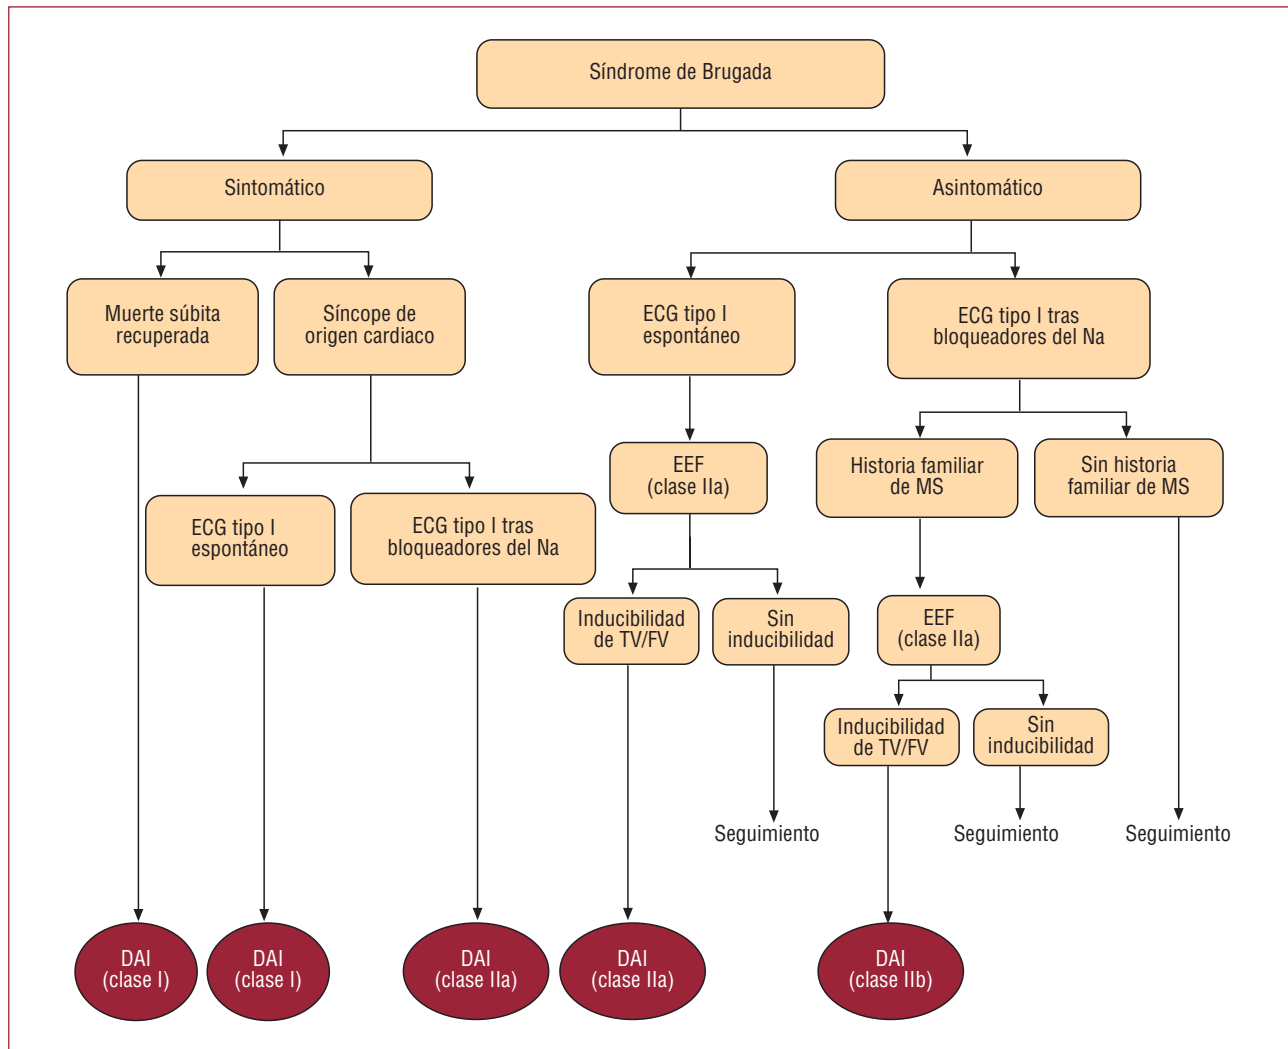 Síndrome de Brugada
Sintomático
Asintomático
Muerte súbita
recuperada
Síncope de
origen cardiaco
ECG tipo I
espontáneo
ECG tipo I tras
bloqueadores del Na
EEF
(clase IIa)
Historia familiar
de MS
Sin historia
familiar de MS
ECG tipo I
espontáneo
ECG tipo I tras
bloqueadores del Na
Inducibilidad
de TV/FV
Sin
inducibilidad
EEF
(clase IIa)
Inducibilidad
de TV/FV
Sin
inducibilidad
Seguimiento
Seguimiento
Seguimiento
DAI
(clase I)
DAI
(clase I)
DAI
(clase IIa)
DAI
(clase IIa)
DAI
(clase IIb)